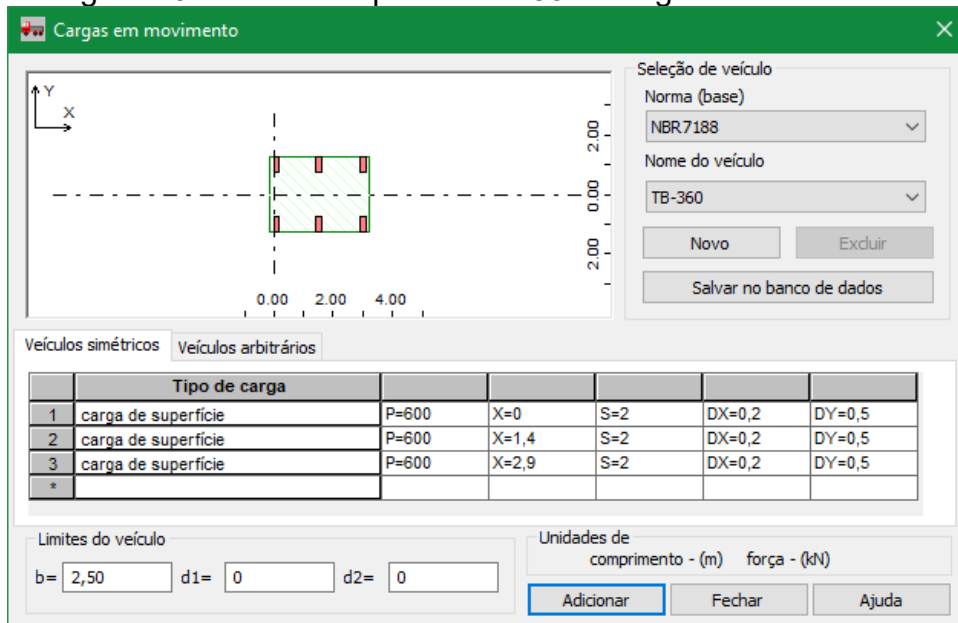 Cargas em movimento
Y
X
2.00
0.00
2.00
0.00 2.00 4.00
Seleção de veículo
Norma (base)
NBR7188
Nome do veículo
TB-360
Novo Excluir
Salvar no banco de dados
Veículos simétricos Veículos arbitrários
Tipo de carga
1 carga de superfície P=600 X=0 S=2 DX=0,2 DY=0,5
2 carga de superfície P=600 X=1,4 S=2 DX=0,2 DY=0,5
3 carga de superfície P=600 X=2,9 S=2 DX=0,2 DY=0,5
*
Limites do veículo
b= 2,50 d1= 0 d2= 0
Unidades de
comprimento - (m) força - (kN)
Adicionar Fechar Ajuda